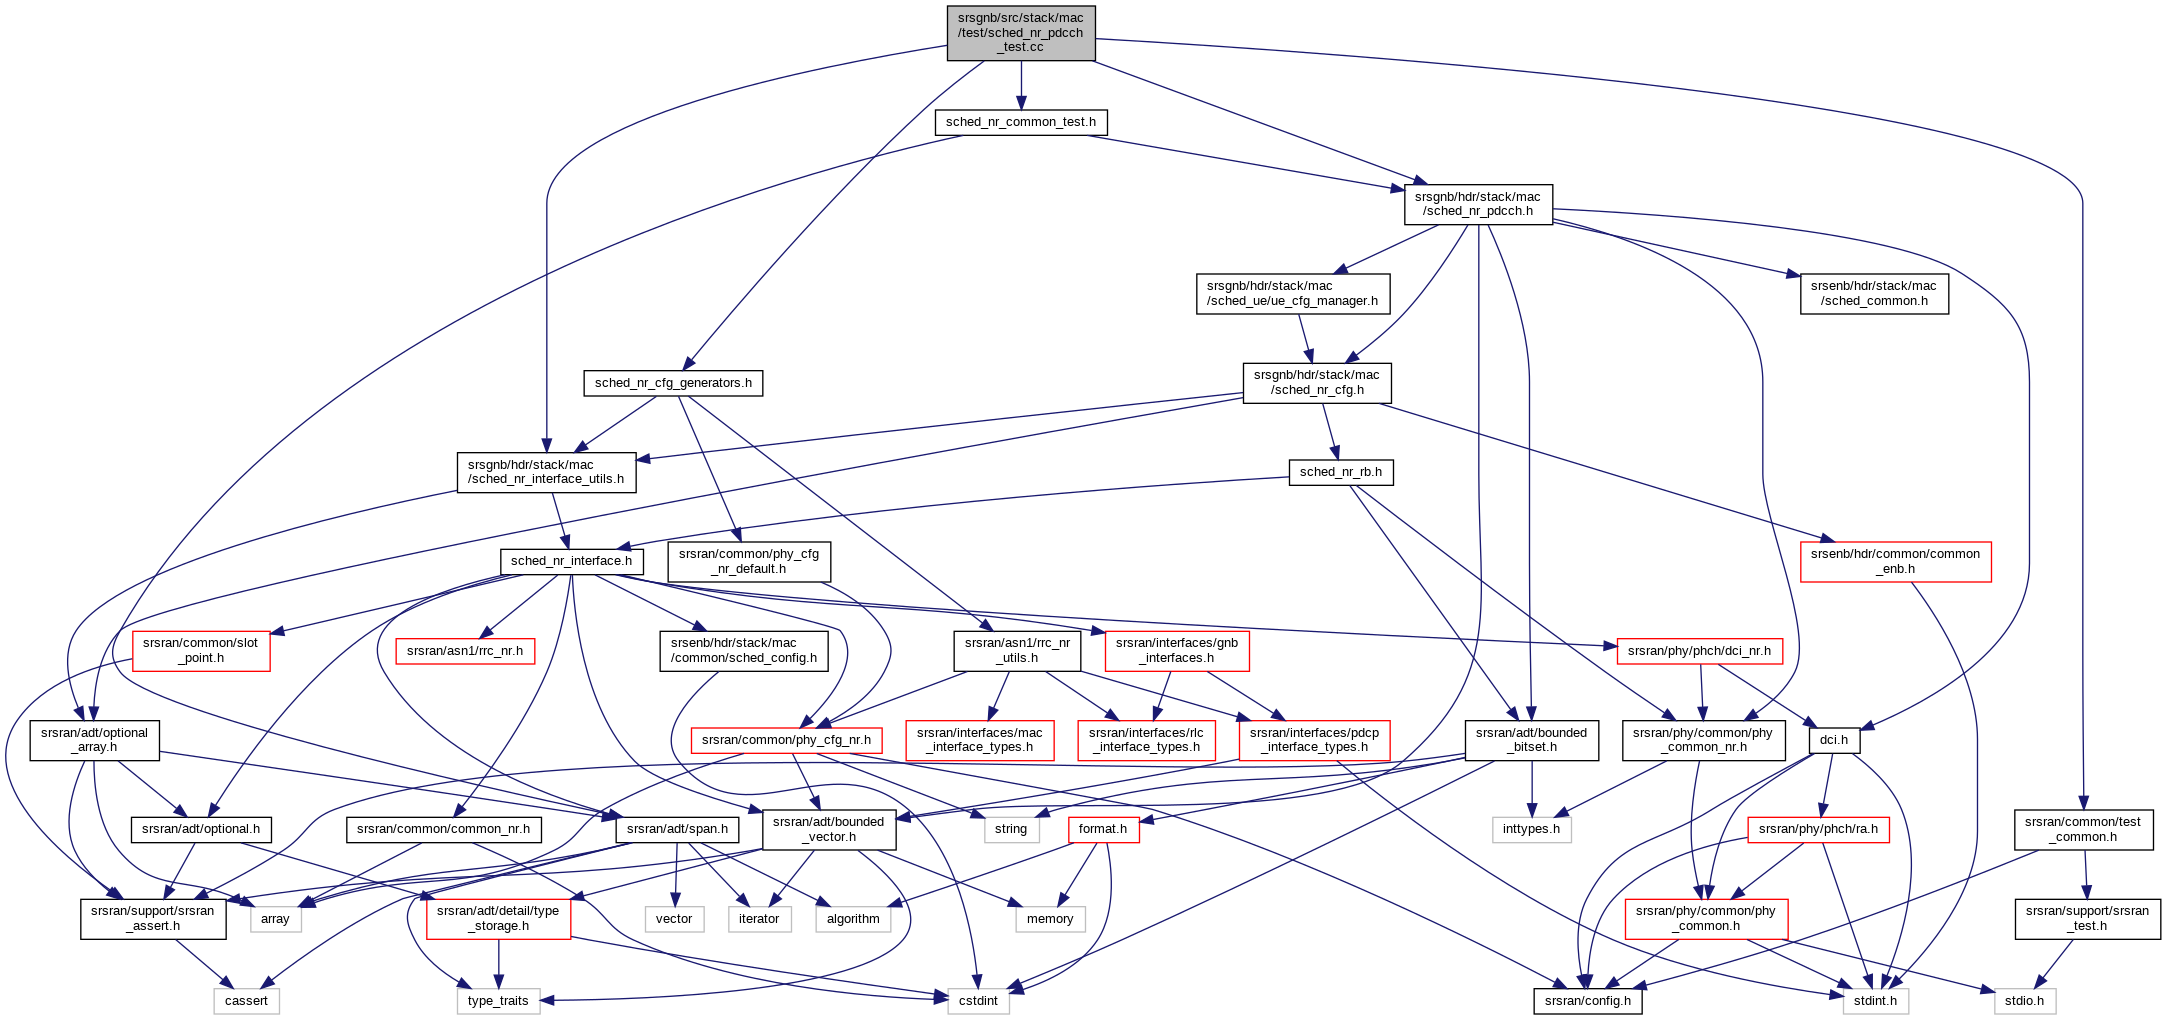 srsgnb/src/stack/mac
/test/sched_nr_pdcch
_test.cc
sched_nr_common_test.h
srsgnb/hdr/stack/mac
/sched_nr_pdcch.h
srsgnb/hdr/stack/mac
/sched_ue/ue_cfg_manager.h
srsenb/hdr/stack/mac
/sched_common.h
sched_nr_cfg_generators.h
srsgnb/hdr/stack/mac
/sched_nr_cfg.h
srsgnb/hdr/stack/mac
/sched_nr_interface_utils.h
sched_nr_rb.h
sched_nr_interface.h
srsran/common/phy_cfg
_nr_default.h
srsenb/hdr/common/common
_enb.h
srsran/common/slot
_point.h
srsran/asn1/rrc_nr.h
srsenb/hdr/stack/mac
/common/sched_config.h
srsran/asn1/rrc_nr
_utils.h
srsran/interfaces/gnb
_interfaces.h
srsran/phy/phch/dci_nr.h
srsran/adt/optional
_array.h
srsran/common/phy_cfg_nr.h
srsran/interfaces/mac
_interface_types.h
srsran/interfaces/rlc
_interface_types.h
srsran/interfaces/pdcp
_interface_types.h
srsran/adt/bounded
_bitset.h
srsran/phy/common/phy
_common_nr.h
dci.h
srsran/adt/optional.h
srsran/common/common_nr.h
srsran/adt/span.h
srsran/adt/bounded
_vector.h
string
format.h
inttypes.h
srsran/phy/phch/ra.h
srsran/common/test
_common.h
srsran/support/srsran
_assert.h
array
srsran/adt/detail/type
_storage.h
vector
iterator
algorithm
memory
srsran/phy/common/phy
_common.h
srsran/support/srsran
_test.h
cassert
type_traits
cstdint
srsran/config.h
stdint.h
stdio.h